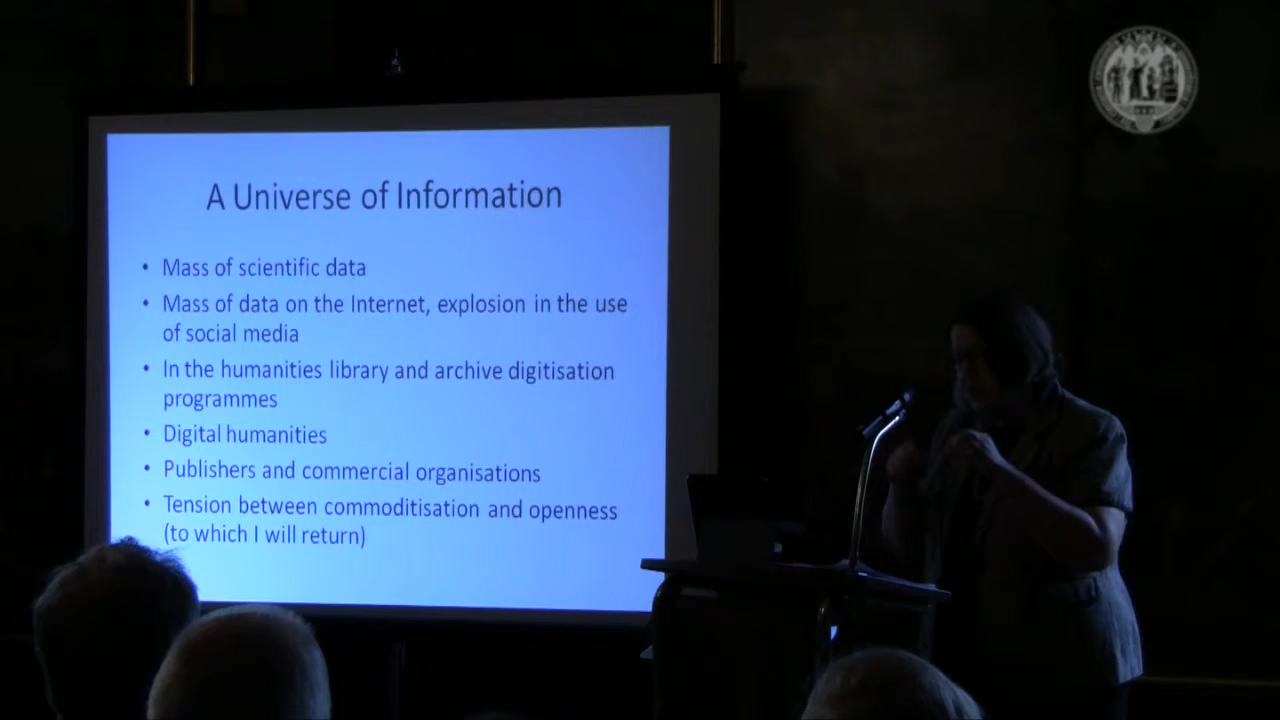 A Universe of Information
• Mass of scientific data
• Mass of data on the Internet, explosion in the use
of social media
• In the humanities library and archive digitisation
programmes
• Digital humanities
• Publishers and commercial organisations
• Tension between commoditisation and openness
(to which I will return)